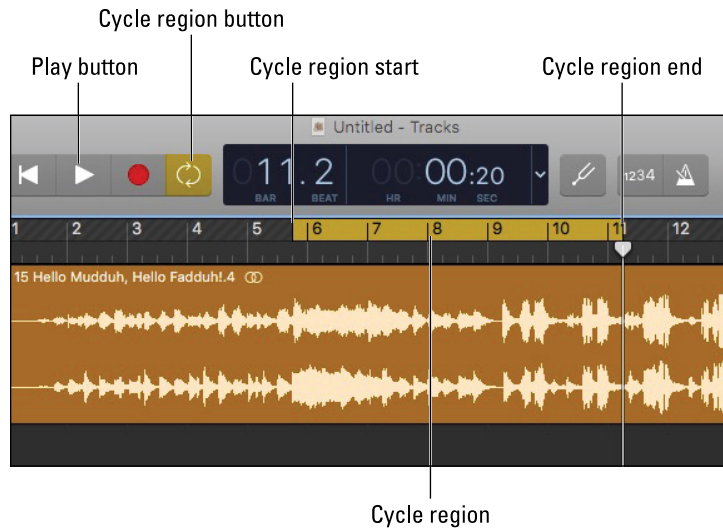 Cycle region button
Play button
Cycle region start
Cycle region end
Untitled - Tracks
011.2
00:00:20
BAR
BEAT
HR
MIN
SEC
1234
1 2 3 4 5 6 7 8 9 10 11 12
15 Hello Mudduh, Hello Fadduh!.4
Cycle region